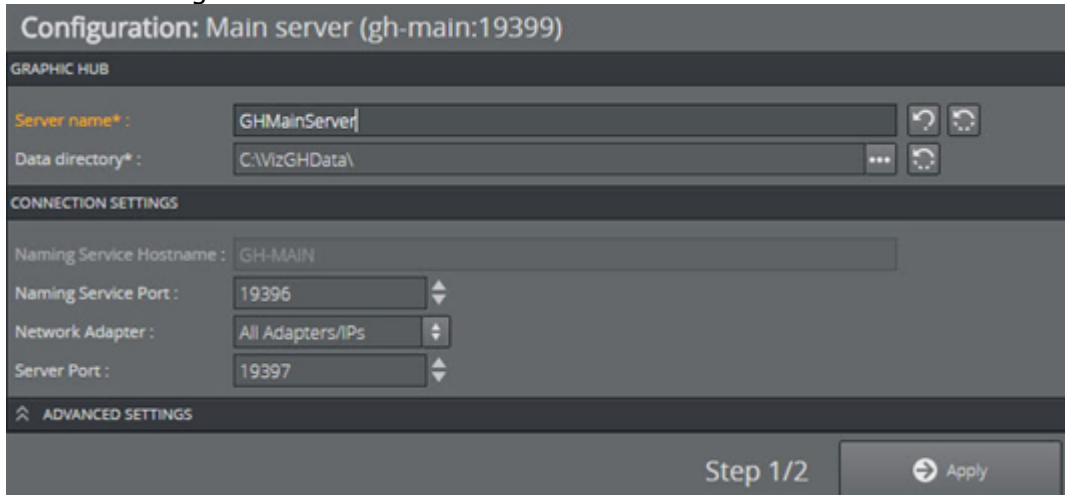 Configuration: Main server (gh-main:19399)
GRAPHIC HUB
Server name* : GHMainServer
Data directory* : C:\VizGHData\ ...
CONNECTION SETTINGS
Naming Service Hostname : GH-MAIN
Naming Service Port : 19396
Network Adapter : All Adapters/IPs
Server Port : 19397
ADVANCED SETTINGS
Step 1/2 Apply